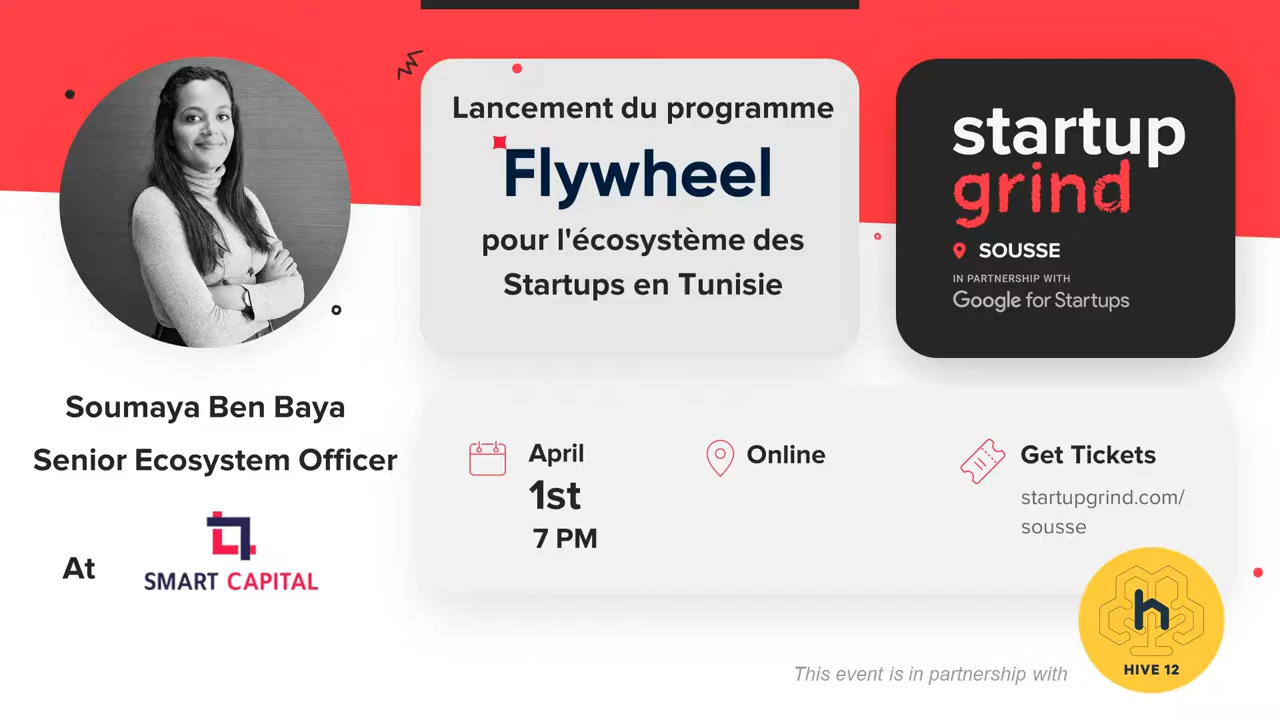 Lancement du programme
Flywheel
pour l'écosystème des
Startups en Tunisie
startup
grind
SOUSSE
IN PARTNERSHIP WITH
Google for Startups
Soumaya Ben Baya
Senior Ecosystem Officer
At
SMART CAPITAL
April
1st
7 PM
Online
Get Tickets
startupgrind.com/
sousse
This event is in partnership with
h
HIVE 12